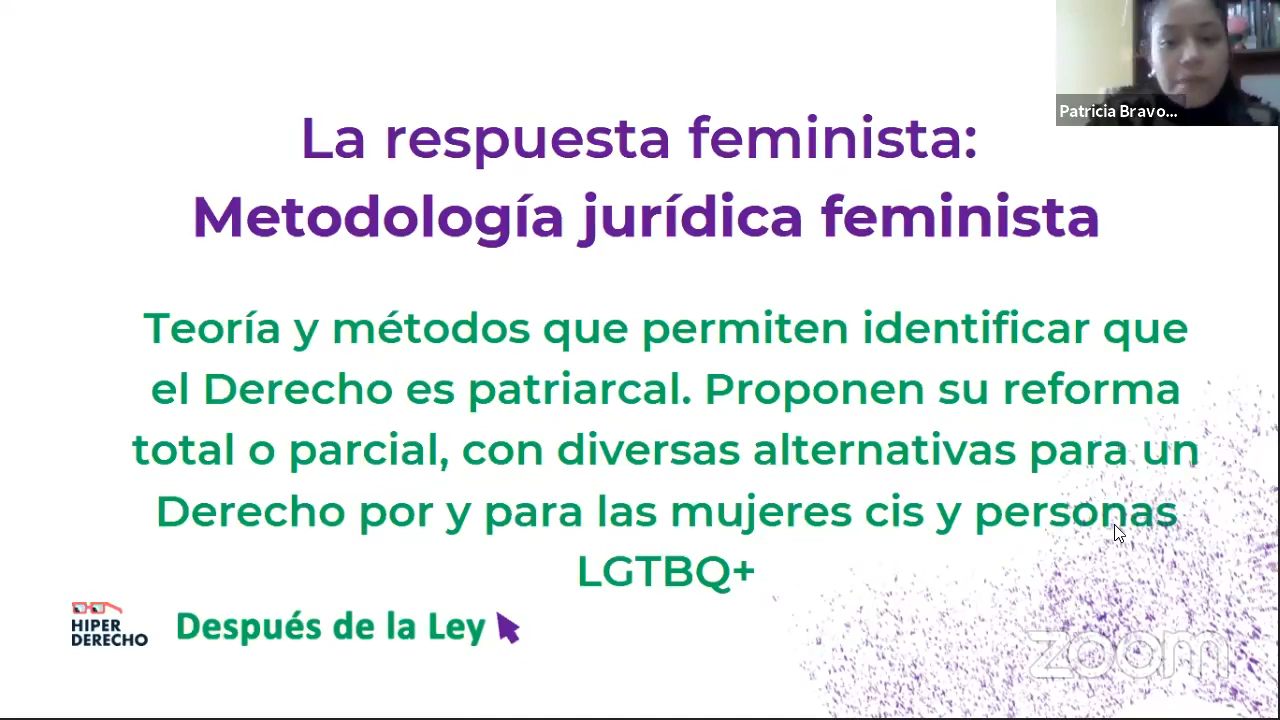 Patricia Bravo...
La respuesta feminista:
Metodología jurídica feminista
Teoría y métodos que permiten identificar que
el Derecho es patriarcal. Proponen su reforma
total o parcial, con diversas alternativas para un
Derecho por y para las mujeres cis y personas
LGTBQ+
HIPER
DERECHO
Después de la Ley
zoom